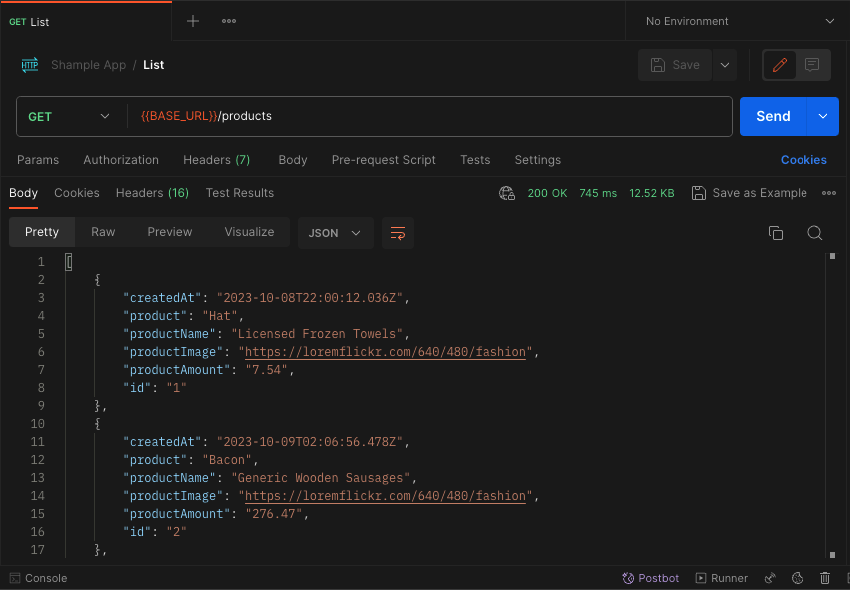 GET List
No Environment
Shample App / List
Save
GET {{BASE_URL}}/products
Send
Params Authorization Headers (7) Body Pre-request Script Tests Settings Cookies
Body Cookies Headers (16) Test Results 200 OK 745 ms 12.52 KB Save as Example
Pretty Raw Preview Visualize JSON
1 [
2 {
3 "createdAt": "2023-10-08T22:00:12.036Z",
4 "product": "Hat",
5 "productName": "Licensed Frozen Towels",
6 "productImage": "https://loremflickr.com/640/480/fashion",
7 "productAmount": "7.54",
8 "id": "1"
9 },
10 {
11 "createdAt": "2023-10-09T02:06:56.478Z",
12 "product": "Bacon",
13 "productName": "Generic Wooden Sausages",
14 "productImage": "https://loremflickr.com/640/480/fashion",
15 "productAmount": "276.47",
16 "id": "2"
17 },
Console Postbot Runner